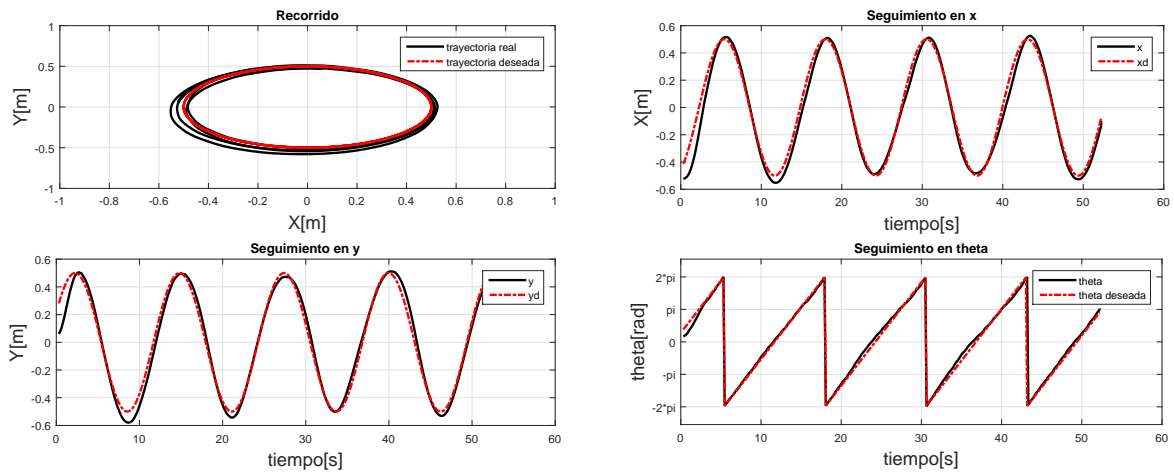 Recorrido
1
0.5
0
-0.5
-1
Y[m]
trayectoria real
trayectoria deseada
-1 -0.8 -0.6 -0.4 -0.2 0 0.2 0.4 0.6 0.8 1
X[m]
Seguimiento en x
0.6
0.4
0.2
0
-0.2
-0.4
-0.6
X[m]
x
xd
0 10 20 30 40 50 60
tiempo[s]
Seguimiento en y
0.6
0.4
0.2
0
-0.2
-0.4
-0.6
Y[m]
y
yd
0 10 20 30 40 50 60
tiempo[s]
Seguimiento en theta
2*pi
pi
0
-pi
-2*pi
theta[rad]
theta
theta deseada
0 10 20 30 40 50 60
tiempo[s]